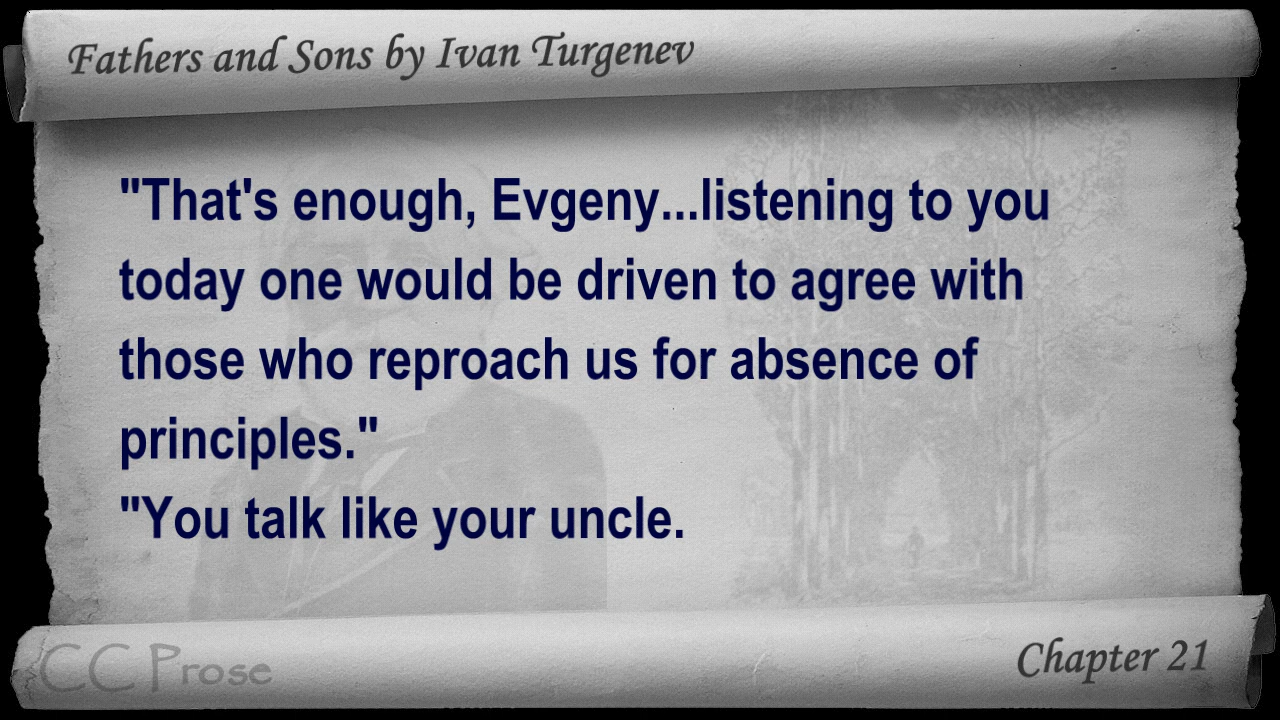 Fathers and Sons by Ivan Turgenev
"That's enough, Evgeny...listening to you
today one would be driven to agree with
those who reproach us for absence of
principles."
"You talk like your uncle.
CC Prose
Chapter 21